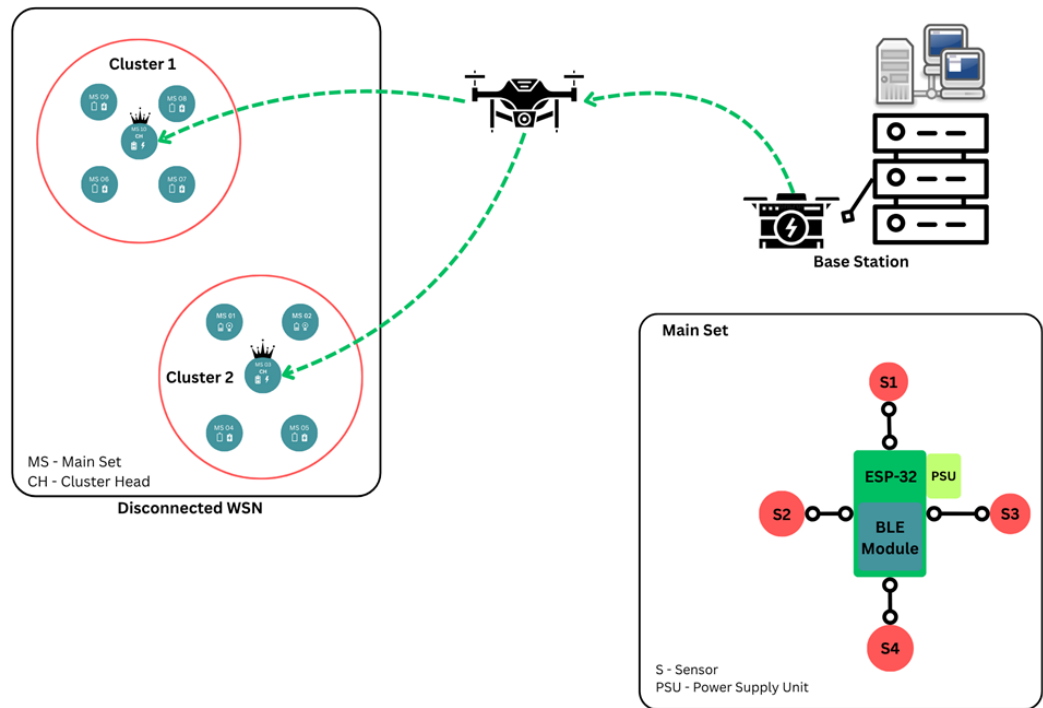 Cluster 1
MS 09
MS 08
MS 10
CH
MS 06
MS 07
MS 01
MS 02
MS 03
CH
Cluster 2
MS 04
MS 05
MS - Main Set
CH - Cluster Head
Disconnected WSN
Base Station
Main Set
S1
ESP-32
PSU
S2
S3
BLE
Module
S4
S - Sensor
PSU - Power Supply Unit